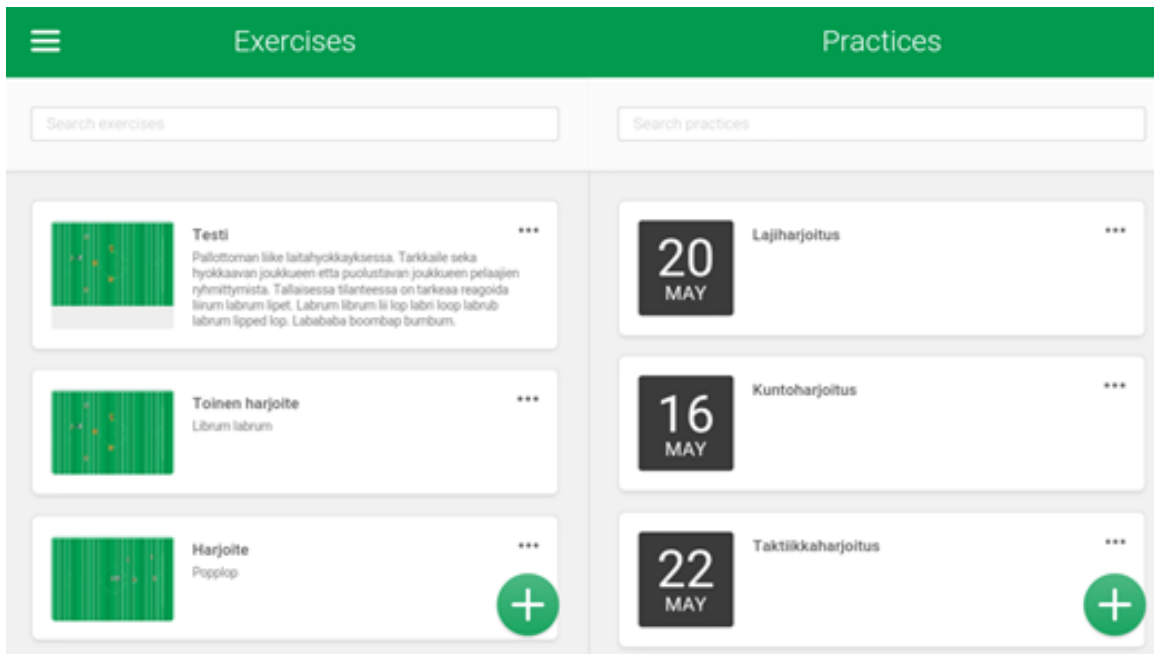 Exercises
Search exercises
Testi
Pallottoman liike laitahyokkayksessa. Tarkkaile seka
hyokkaavan joukkueen etta puolustavan joukkueen pelaajien
ryhmittymista. Tallaisessa tilanteessa on tarkeaa reagoida
liirum labrum lipet. Labrum librum lii lop labri loop labrub
labrum lipped lop. Labababa boombap bumbum.
Toinen harjoite
Librum labrum
Harjoite
Popplop
Practices
Search practices
20
MAY
Lajiharjoitus
16
MAY
Kuntoharjoitus
22
MAY
Taktiikkaharjoitus